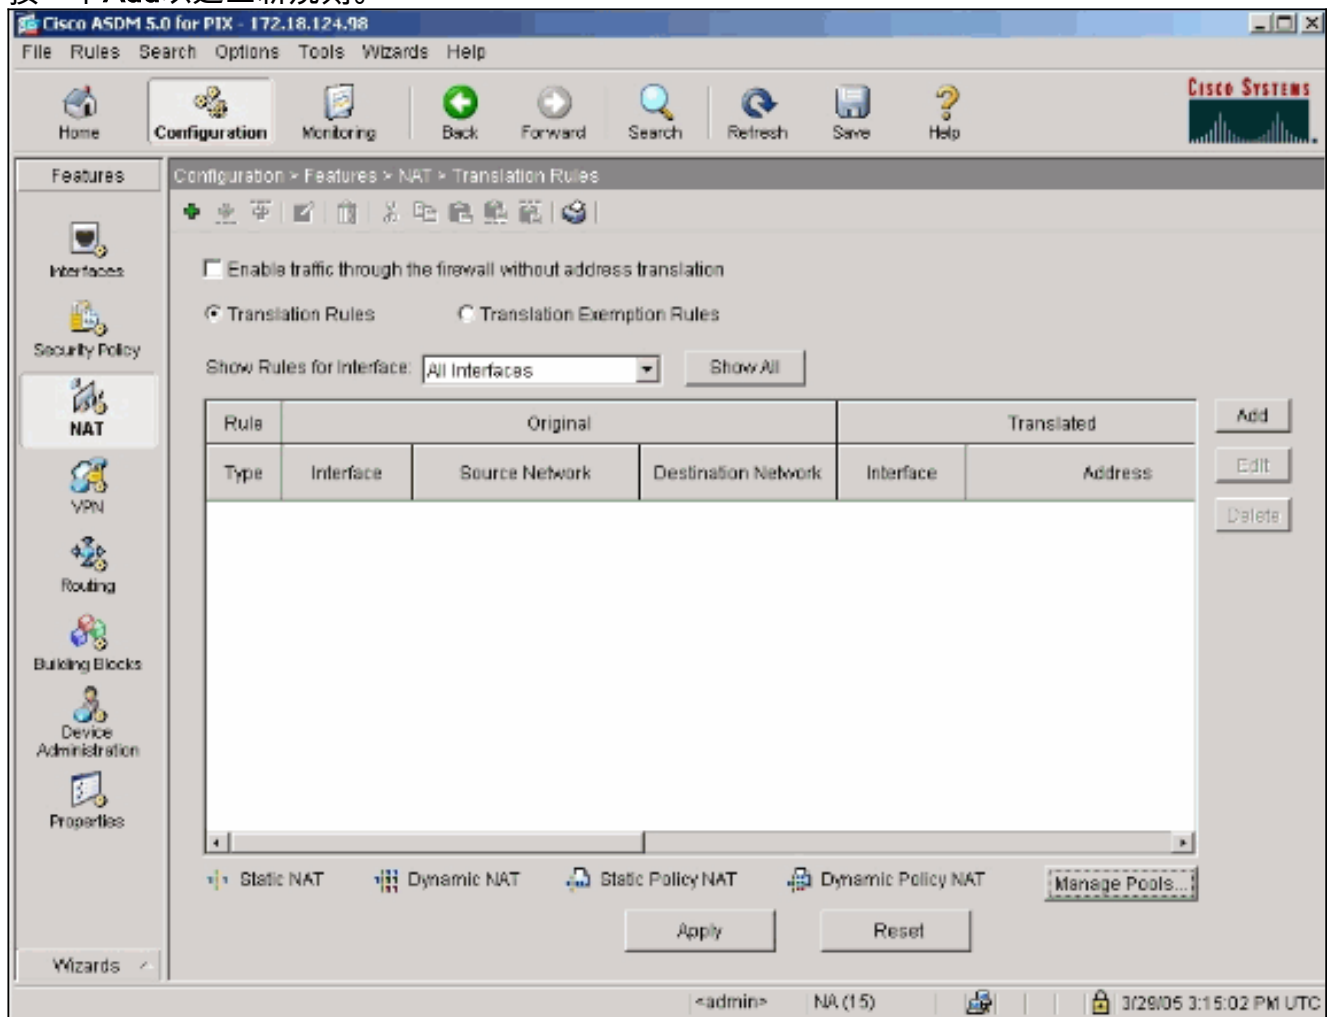 Cisco ASDM 5.0 for PIX - 172.18.124.98
File Rules Search Options Tools Wizards Help
Home Configuration Monitoring Back Forward Search Refresh Save Help
CISCO SYSTEMS
Features
Configuration > Features > NAT > Translation Rules
Interfaces
Enable traffic through the firewall without address translation
Translation Rules Translation Exemption Rules
Security Policy
Show Rules for Interface: All Interfaces Show All
NAT
Rule Original Translated
Add
Type Interface Source Network Destination Network Interface Address
Edit
VPN
Delete
Routing
Building Blocks
Device
Administration
Properties
Static NAT Dynamic NAT Static Policy NAT Dynamic Policy NAT Manage Pools...
Apply Reset
Wizards
<admin> NA (15) 3/29/05 3:15:02 PM UTC